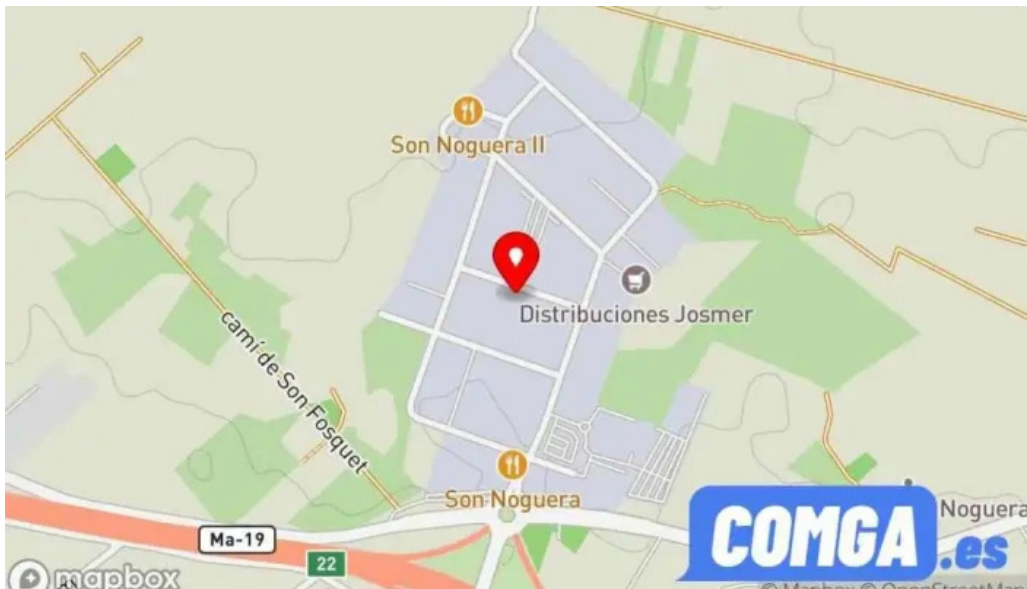 Son Noguera II
Distribuciones Josmer
camí de Son Fosquet
Son Noguera
Noguera
Ma-19
22
COMGA.es
mapbox
© Mapbox © OpenStreetMap